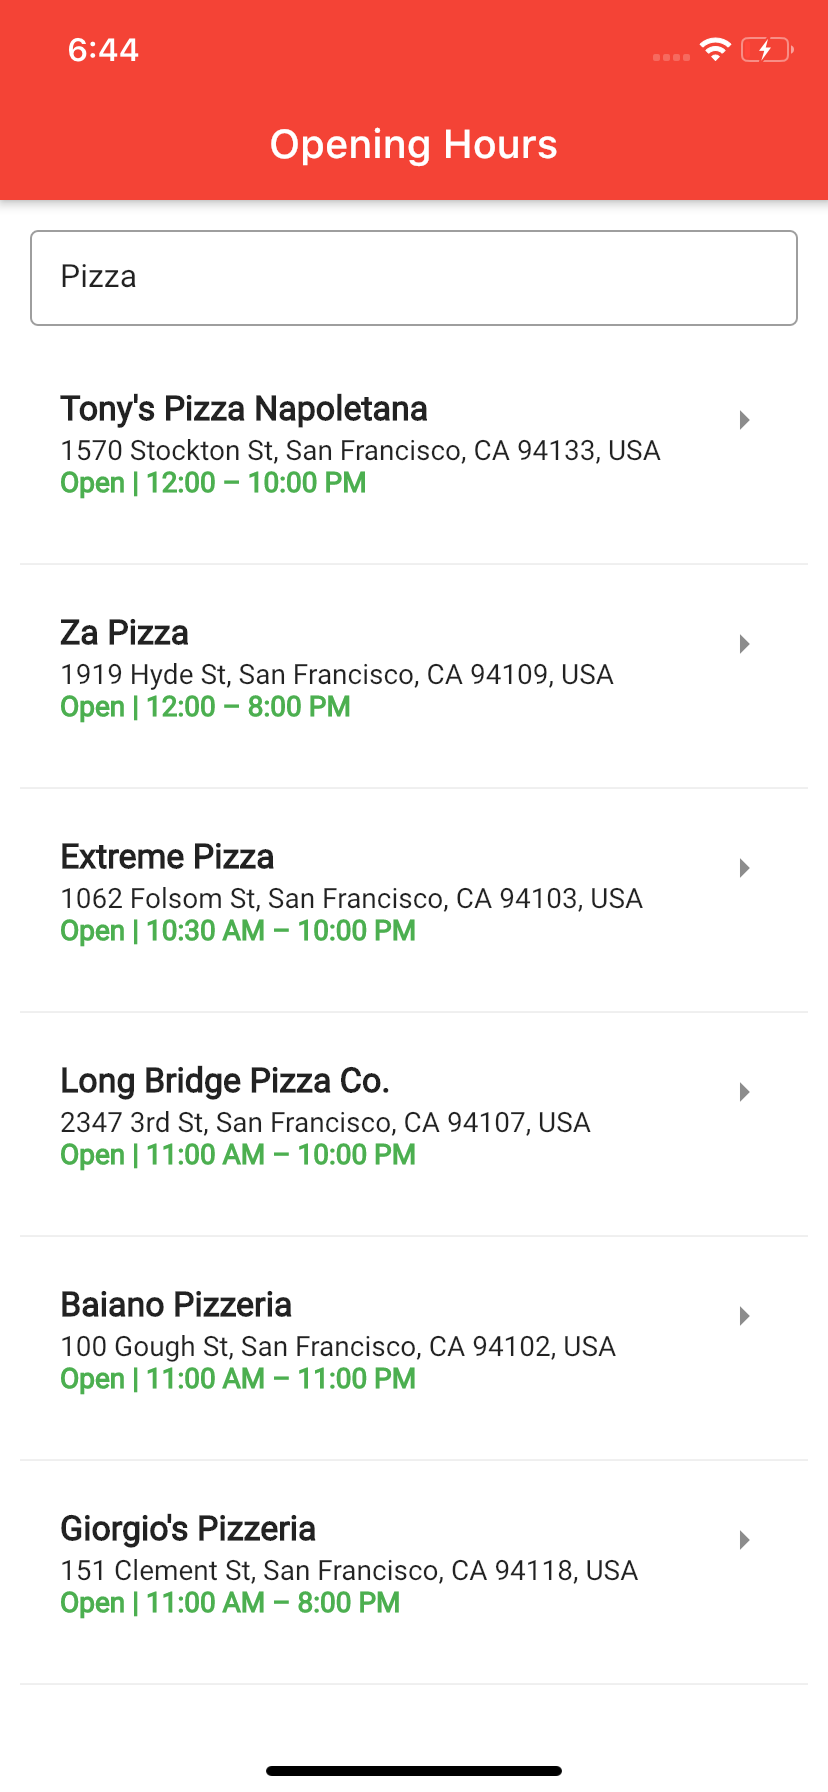 6:44
Opening Hours
Pizza
Tony's Pizza Napoletana
1570 Stockton St, San Francisco, CA 94133, USA
Open | 12:00 – 10:00 PM
Za Pizza
1919 Hyde St, San Francisco, CA 94109, USA
Open | 12:00 – 8:00 PM
Extreme Pizza
1062 Folsom St, San Francisco, CA 94103, USA
Open | 10:30 AM – 10:00 PM
Long Bridge Pizza Co.
2347 3rd St, San Francisco, CA 94107, USA
Open | 11:00 AM – 10:00 PM
Baiano Pizzeria
100 Gough St, San Francisco, CA 94102, USA
Open | 11:00 AM – 11:00 PM
Giorgio's Pizzeria
151 Clement St, San Francisco, CA 94118, USA
Open | 11:00 AM – 8:00 PM